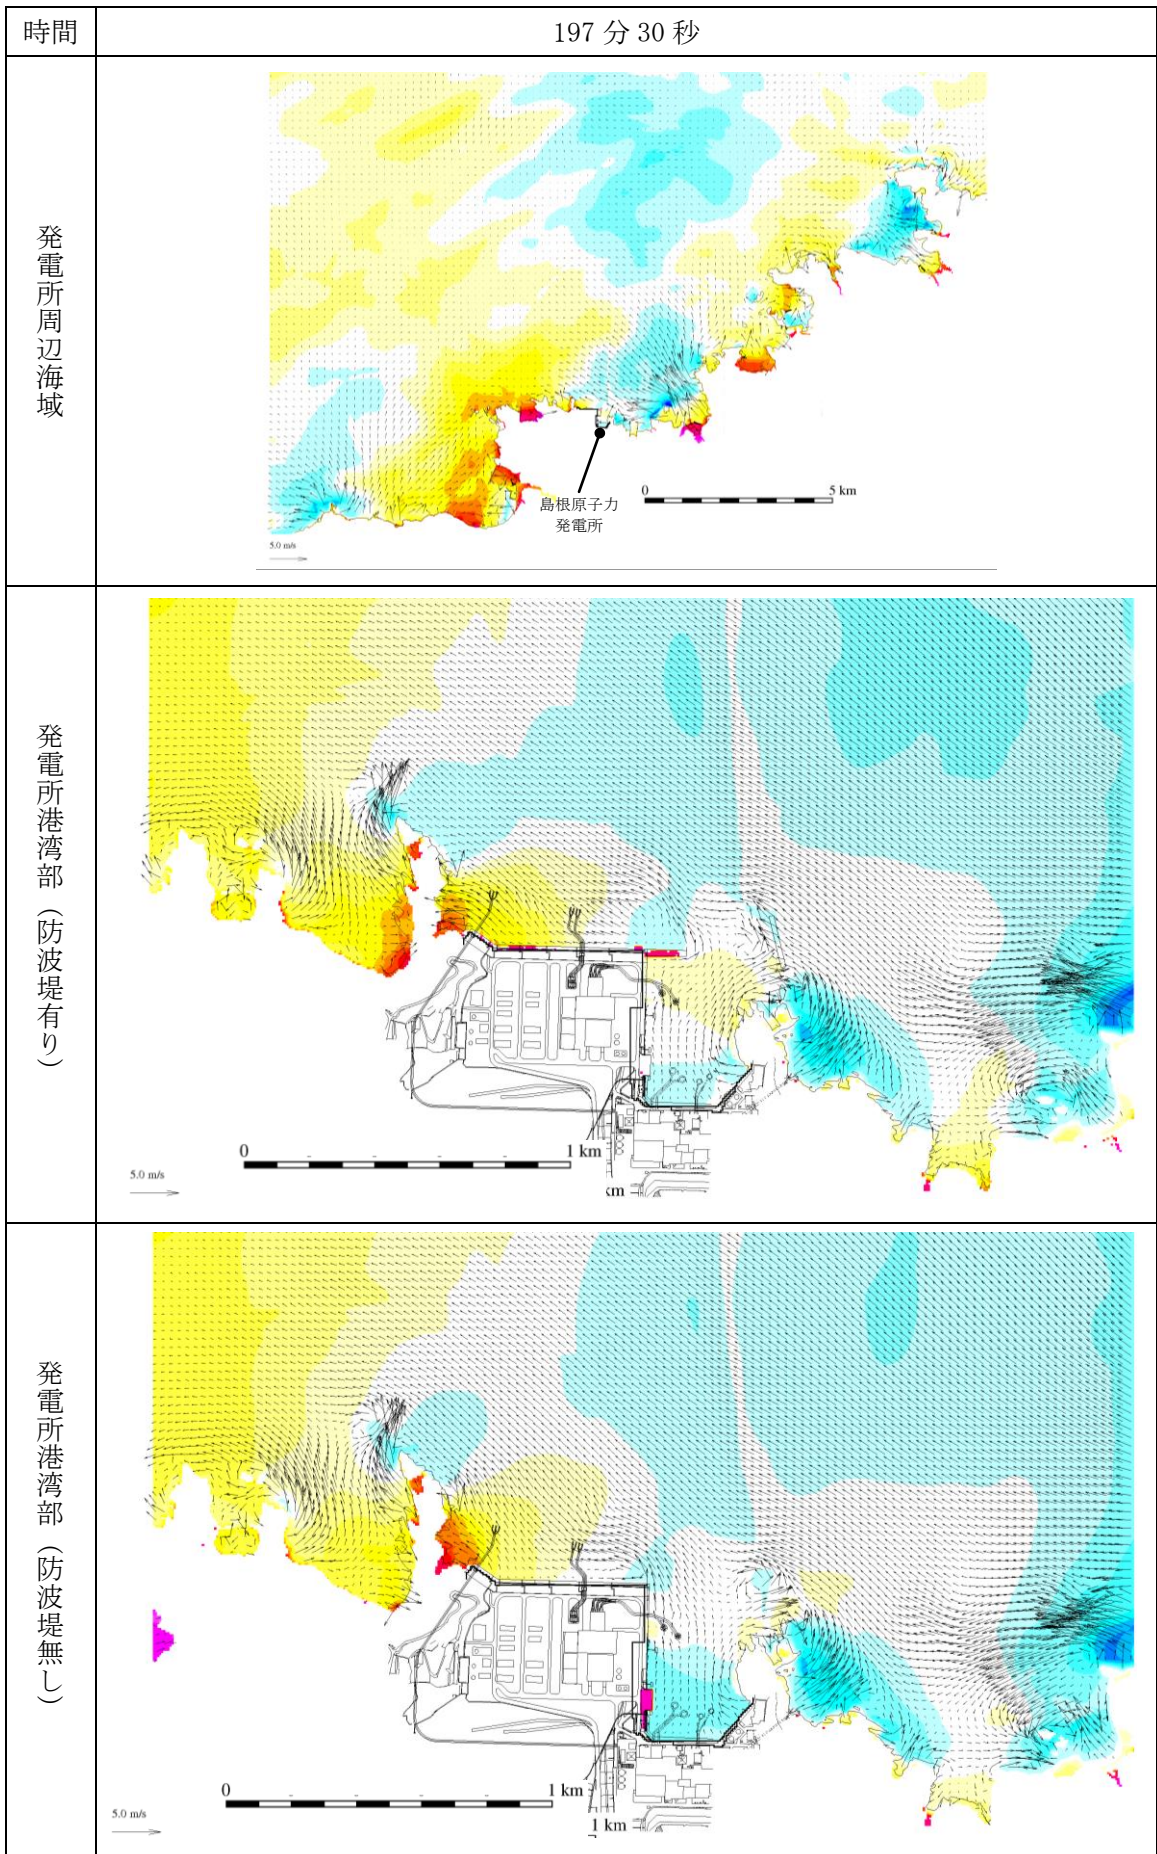 時間
197 分 30 秒
発電所周辺海域
島根原子力
発電所
0
5 km
5.0 m/s
発電所港湾部（防波堤有り）
0
1 km
5.0 m/s
km
発電所港湾部（防波堤無し）
0
1 km
5.0 m/s
1 km